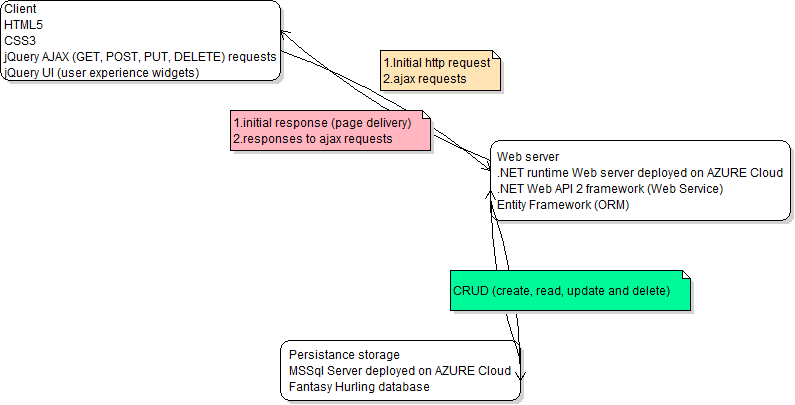 Client
HTML5
CSS3
jQuery AJAX (GET, POST, PUT, DELETE) requests
jQuery UI (user experience widgets)
1.Initial http request
2.ajax requests
1.initial response (page delivery)
2.responses to ajax requests
Web server
.NET runtime Web server deployed on AZURE Cloud
.NET Web API 2 framework (Web Service)
Entity Framework (ORM)
CRUD (create, read, update and delete)
Persistance storage
MSSql Server deployed on AZURE Cloud
Fantasy Hurling database